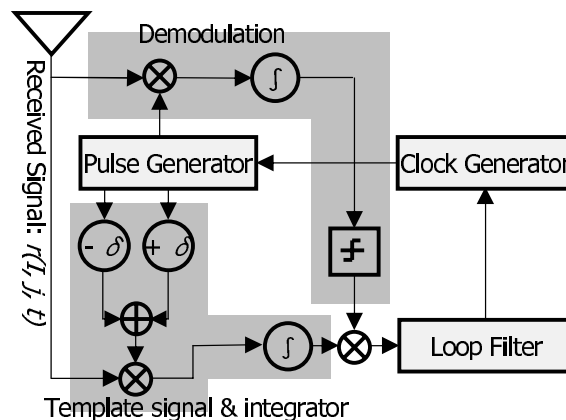 Demodulation
∫
Received Signal: r(I, j, t)
Pulse Generator
Clock Generator
- δ
+ δ
∫
Loop Filter
Template signal & integrator